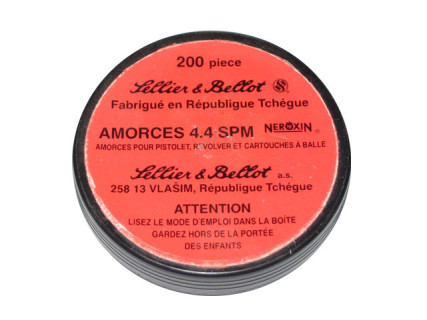 200 piece
Sellier & Bellot
Fabrigué en République Tchégue
AMORCES 4.4 SPM NEROXIN ®
AMORCES POUR PISTOLET, REVOLVER ET CARTOUCHES À BALLE
Sellier & Bellot a.s.
258 13 VLAŠIM, République Tchégue
ATTENTION
LISEZ LE MODE D'EMPLOI DANS LA BOÎTE
GARDEZ HORS DE LA PORTÉE
DES ENFANTS